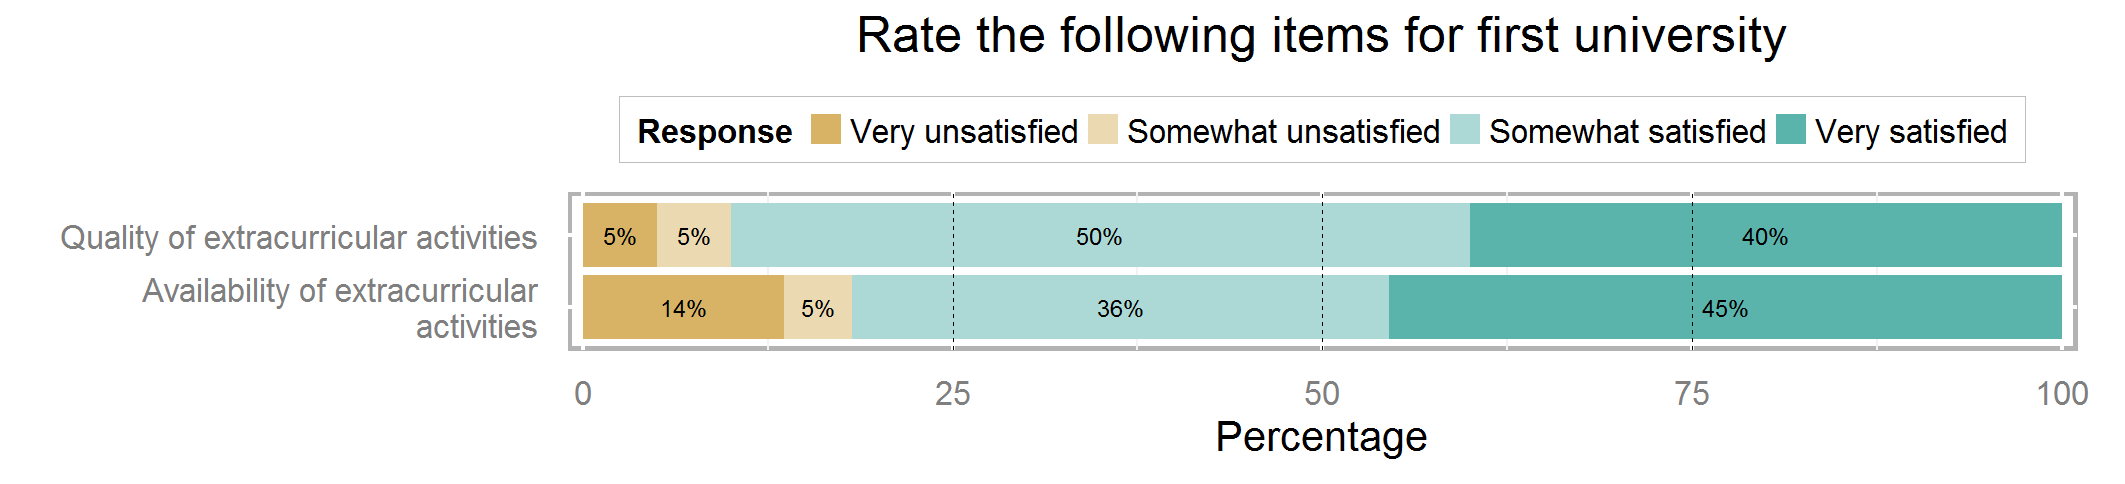 Rate the following items for first university
Response Very unsatisfied Somewhat unsatisfied Somewhat satisfied Very satisfied
Quality of extracurricular activities 5% 5% 50% 40%
Availability of extracurricular
activities 14% 5% 36% 45%
0 25 50 75 100
Percentage